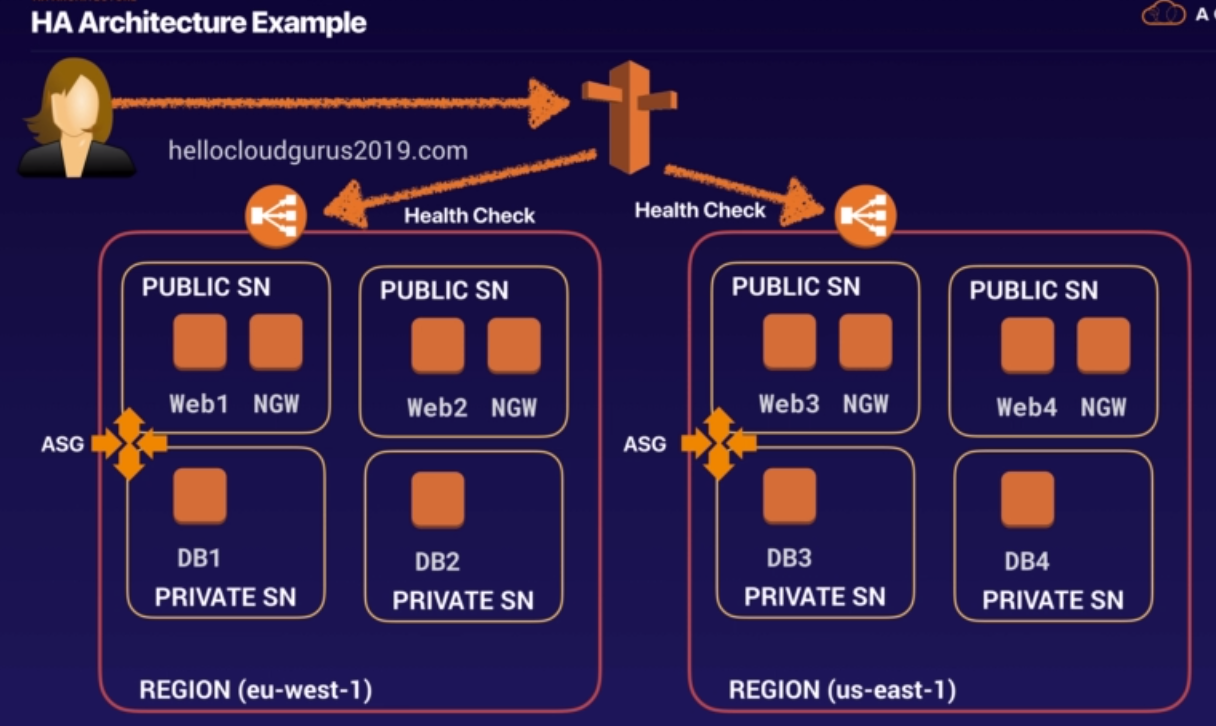 HA Architecture Example
A
hellocloudgurus2019.com
Health Check
Health Check
PUBLIC SN
PUBLIC SN
PUBLIC SN
PUBLIC SN
Web1 NGW
Web2 NGW
Web3 NGW
Web4 NGW
ASG
ASG
DB1
DB2
DB3
DB4
PRIVATE SN
PRIVATE SN
PRIVATE SN
PRIVATE SN
REGION (eu-west-1)
REGION (us-east-1)